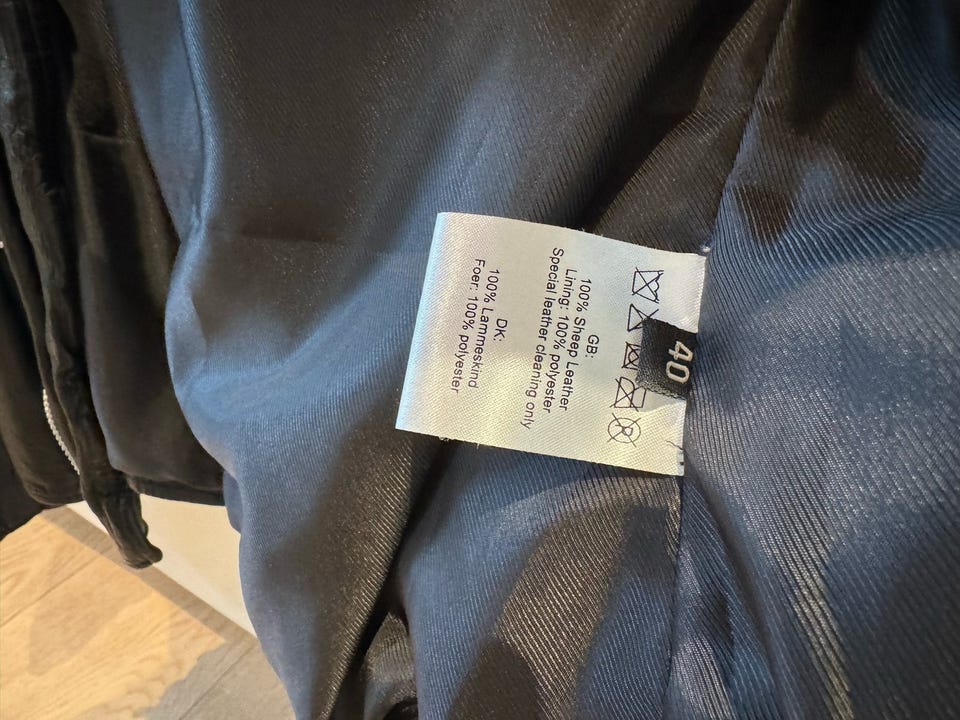 40
GB:
100% Sheep Leather
Lining: 100% polyester
Special leather cleaning only
DK:
100% Lammeskind
Foer: 100% polyester